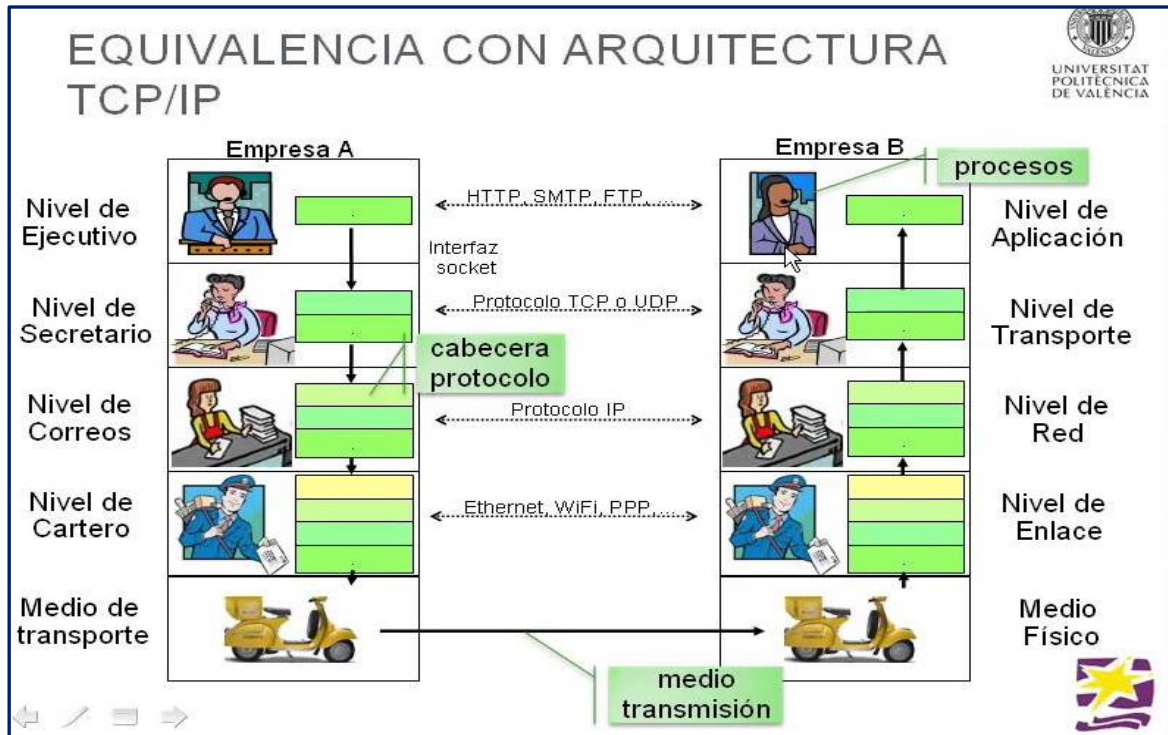 EQUIVALENCIA CON ARQUITECTURA
TCP/IP
UNIVERSITAT
POLITÈCNICA
DE VALÈNCIA
Empresa A
Empresa B
procesos
Nivel de
Ejecutivo
HTTP, SMTP, FTP, ...
Nivel de
Aplicación
Interfaz
socket
Nivel de
Secretario
Protocolo TCP o UDP
Nivel de
Transporte
cabecera
protocolo
Nivel de
Correos
Protocolo IP
Nivel de
Red
Nivel de
Cartero
Ethernet, WiFi, PPP, ...
Nivel de
Enlace
Medio de
transporte
Medio
Físico
medio
transmisión